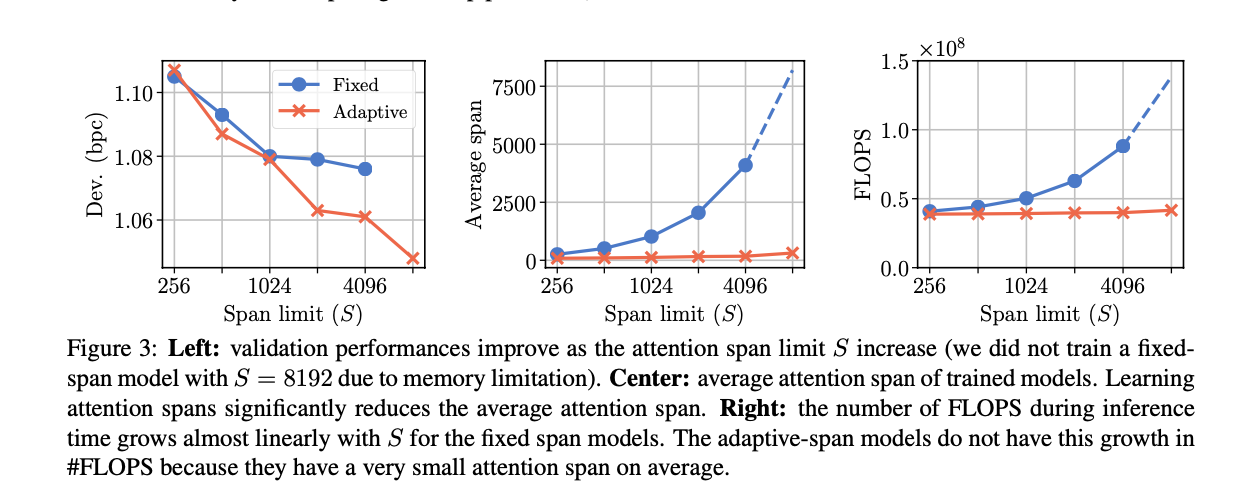 ×10⁸
1.10
1.08
1.06
Dev. (bpc)
Fixed
Adaptive
256 1024 4096
Span limit (S)
7500
5000
2500
0
Average span
256 1024 4096
Span limit (S)
1.5
1.0
0.5
0.0
FLOPS
256 1024 4096
Span limit (S)
Figure 3: Left: validation performances improve as the attention span limit S increase (we did not train a fixed-
span model with S = 8192 due to memory limitation). Center: average attention span of trained models. Learning
attention spans significantly reduces the average attention span. Right: the number of FLOPS during inference
time grows almost linearly with S for the fixed span models. The adaptive-span models do not have this growth in
#FLOPS because they have a very small attention span on average.